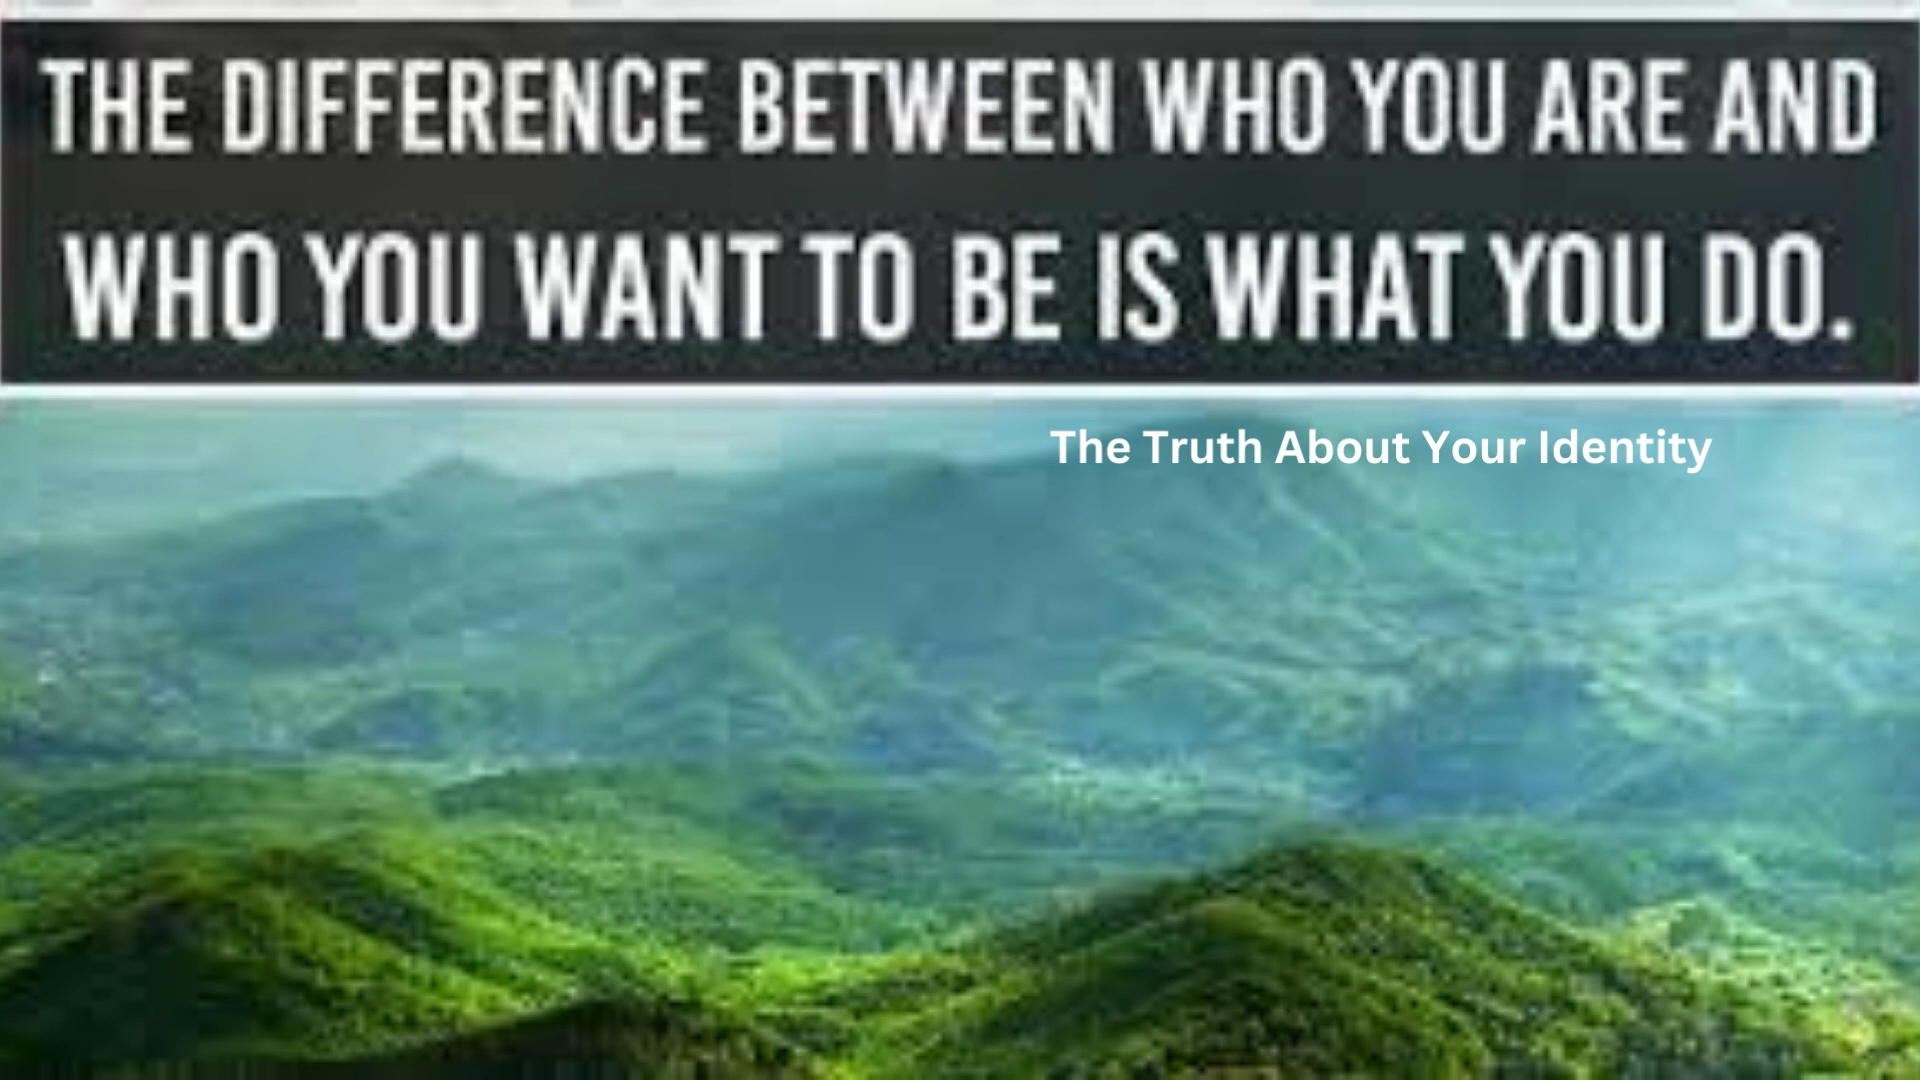 THE DIFFERENCE BETWEEN WHO YOU ARE AND
WHO YOU WANT TO BE IS WHAT YOU DO.
The Truth About Your Identity